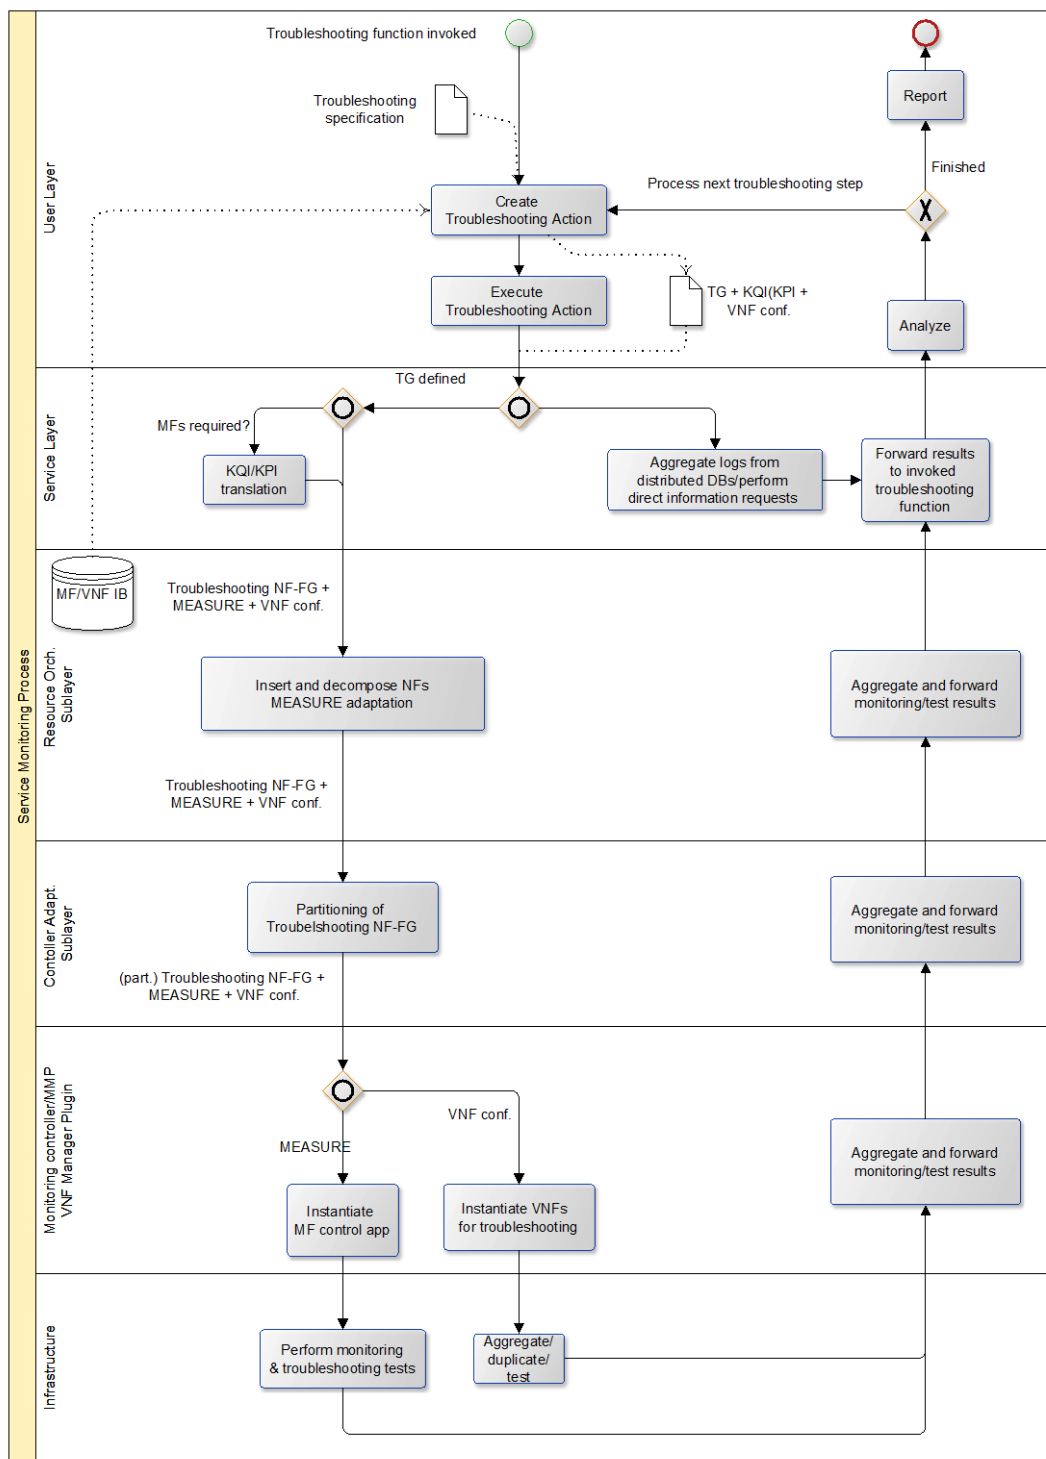 Service Monitoring Process
User Layer
Troubleshooting function invoked
Troubleshooting
specification
Report
Finished
Process next troubleshooting step
Create
Troubleshooting Action
X
Execute
Troubleshooting Action
TG + KQI(KPI +
VNF conf.
Analyze
Service Layer
TG defined
MFs required?
KQI/KPI
translation
Aggregate logs from
distributed DBs/perform
direct information requests
Forward results
to invoked
troubleshooting
function
Resource Orch.
Sublayer
MF/VNF IB
Troubleshooting NF-FG +
MEASURE + VNF conf.
Insert and decompose NFs
MEASURE adaptation
Aggregate and forward
monitoring/test results
Troubleshooting NF-FG +
MEASURE + VNF conf.
Contoller Adapt.
Sublayer
Partitioning of
Troubelshooting NF-FG
Aggregate and forward
monitoring/test results
(part.) Troubleshooting NF-FG +
MEASURE + VNF conf.
Monitoring controller/MMP
VNF Manager Plugin
VNF conf.
MEASURE
Aggregate and forward
monitoring/test results
Instantiate
MF control app
Instantiate VNFs
for troubleshooting
Infrastructure
Perform monitoring
& troubleshooting tests
Aggregate/
duplicate/
test